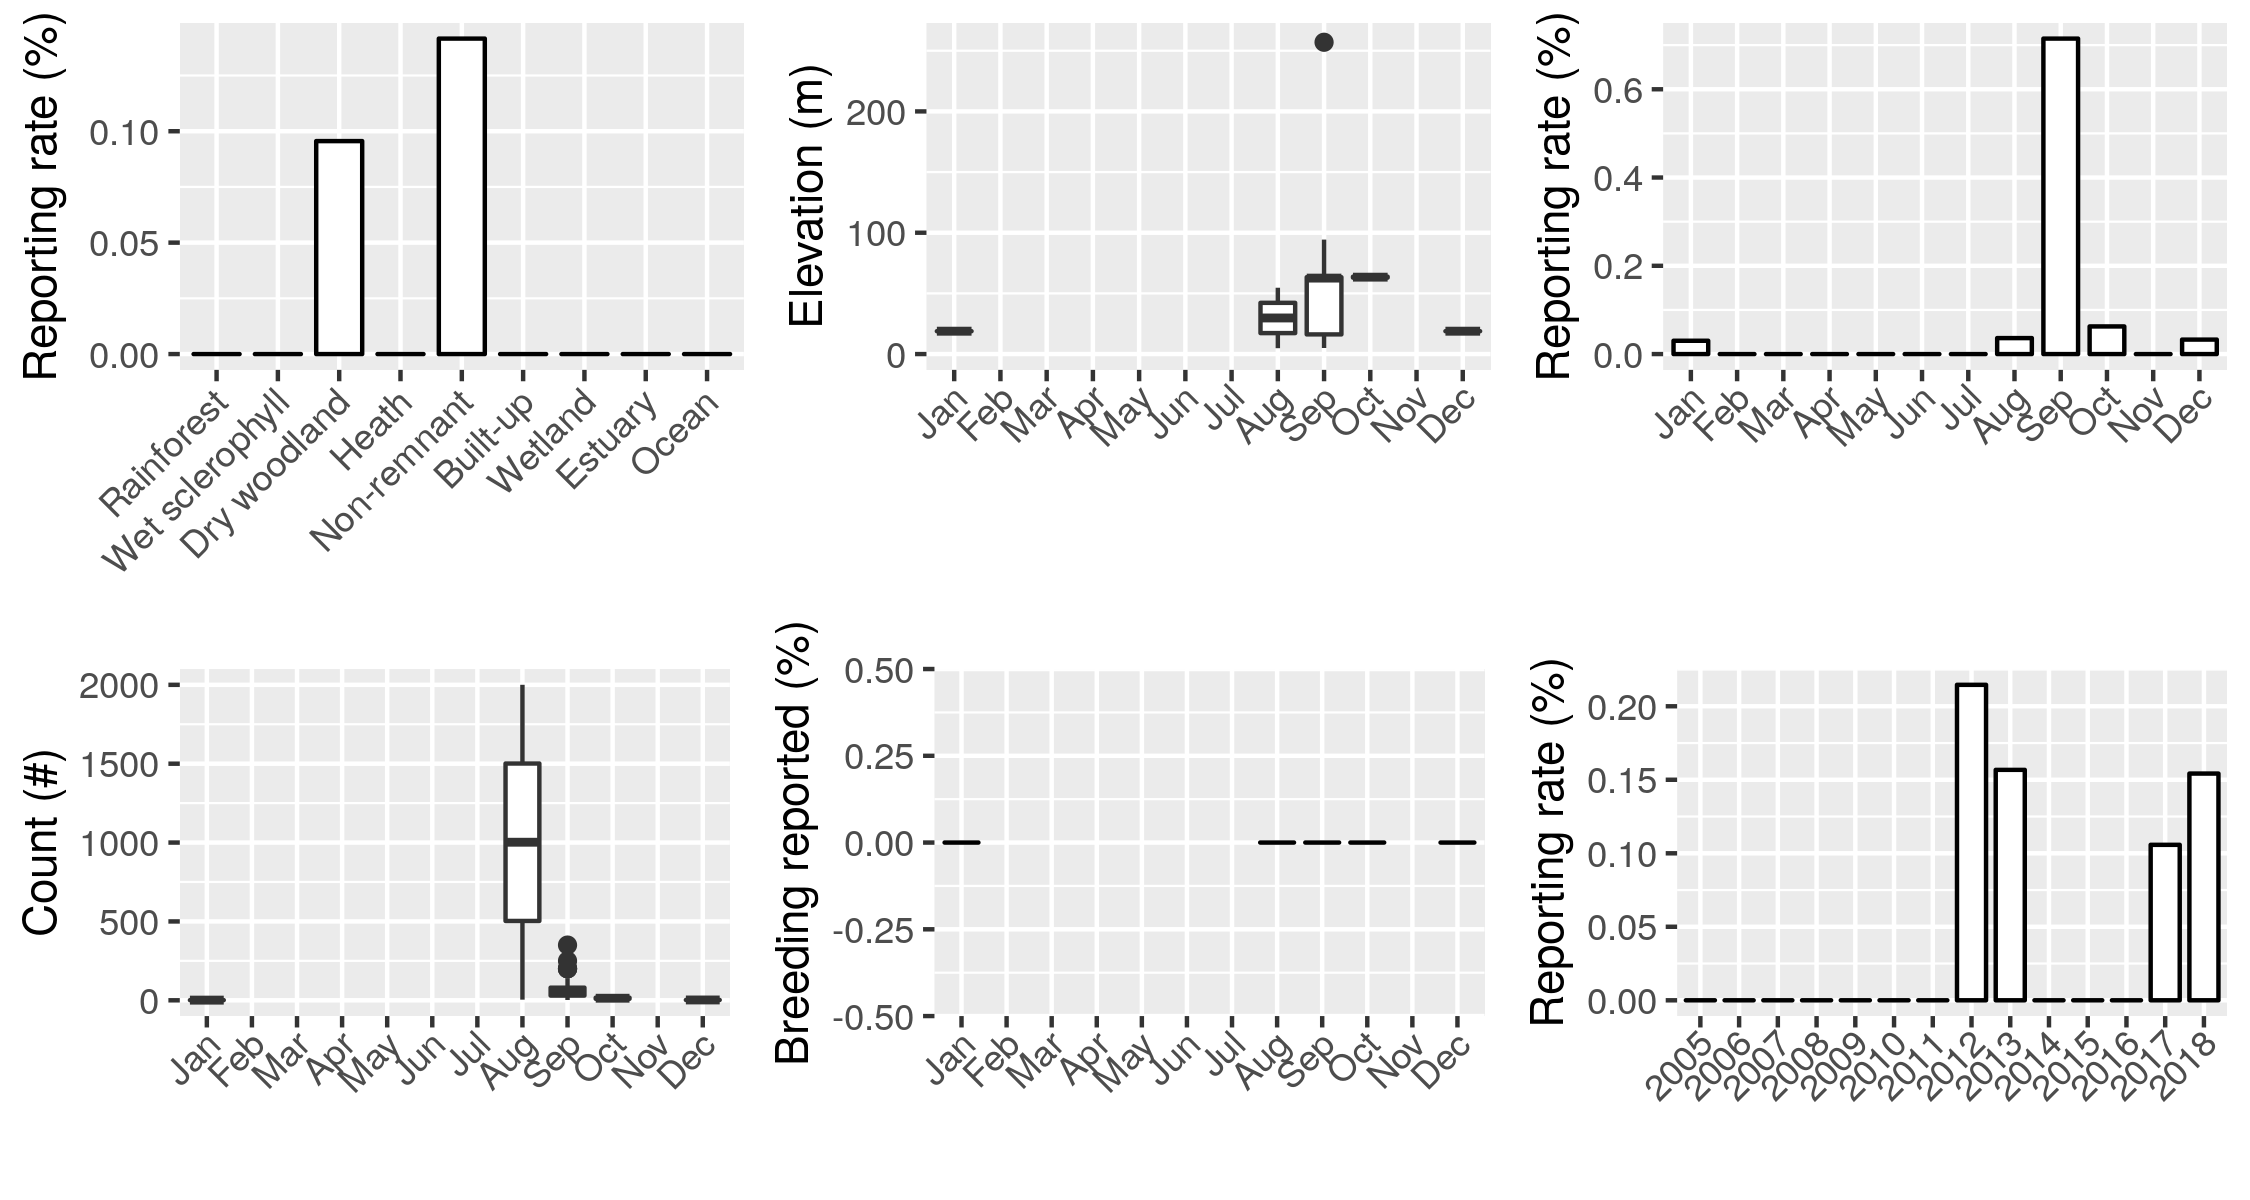 Reporting rate (%)
0.10
0.05
0.00
Rainforest
Wet sclerophyll
Dry woodland
Heath
Non-remnant
Built-up
Wetland
Estuary
Ocean
Elevation (m)
200
100
0
Jan
Feb
Mar
Apr
May
Jun
Jul
Aug
Sep
Oct
Nov
Dec
Reporting rate (%)
0.6
0.4
0.2
0.0
Jan
Feb
Mar
Apr
May
Jun
Jul
Aug
Sep
Oct
Nov
Dec
Count (#)
2000
1500
1000
500
0
Jan
Feb
Mar
Apr
May
Jun
Jul
Aug
Sep
Oct
Nov
Dec
Breeding reported (%)
0.50
0.25
0.00
-0.25
-0.50
Jan
Feb
Mar
Apr
May
Jun
Jul
Aug
Sep
Oct
Nov
Dec
Reporting rate (%)
0.20
0.15
0.10
0.05
0.00
2005
2006
2007
2008
2009
2010
2011
2012
2013
2014
2015
2016
2017
2018